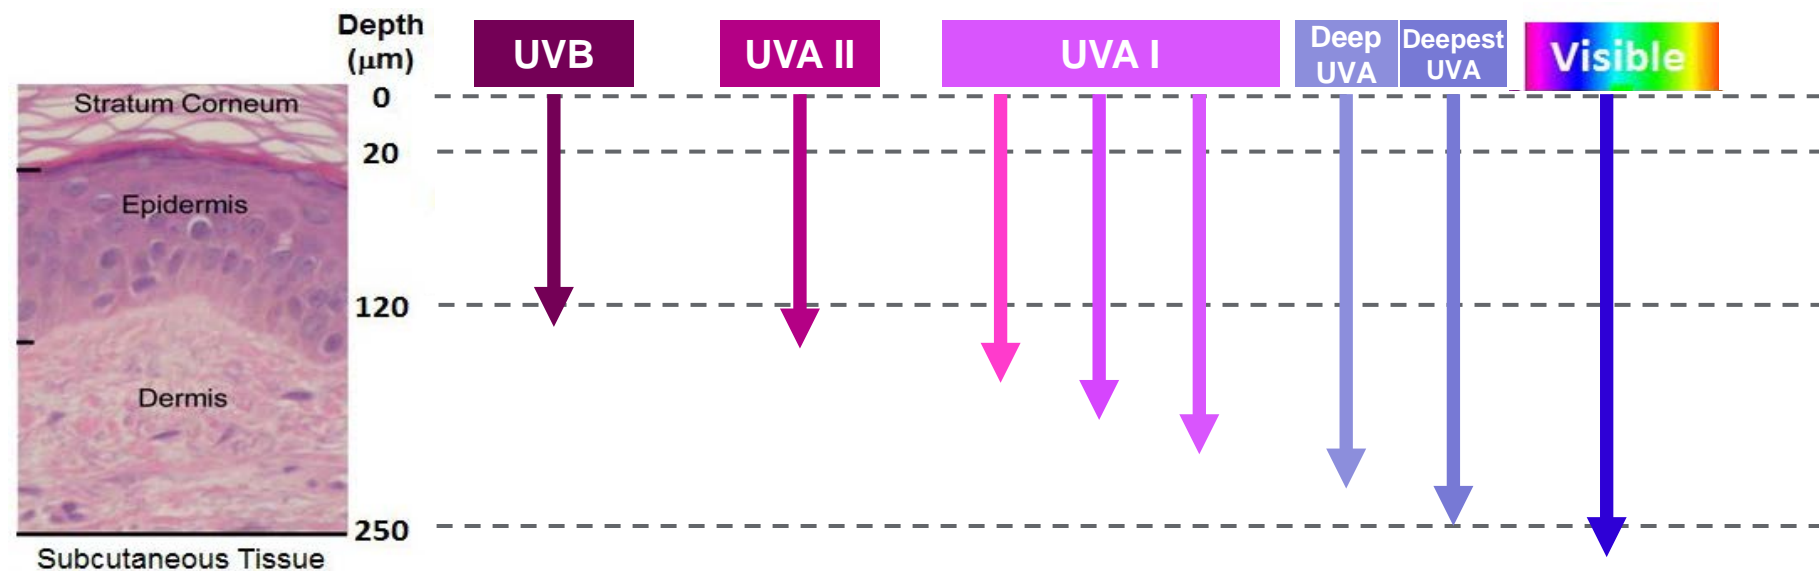 Depth
(μm)
UVB
UVA II
UVA I
Deep
UVA
Deepest
UVA
Visible
Stratum Corneum
0
20
Epidermis
120
Dermis
250
Subcutaneous Tissue